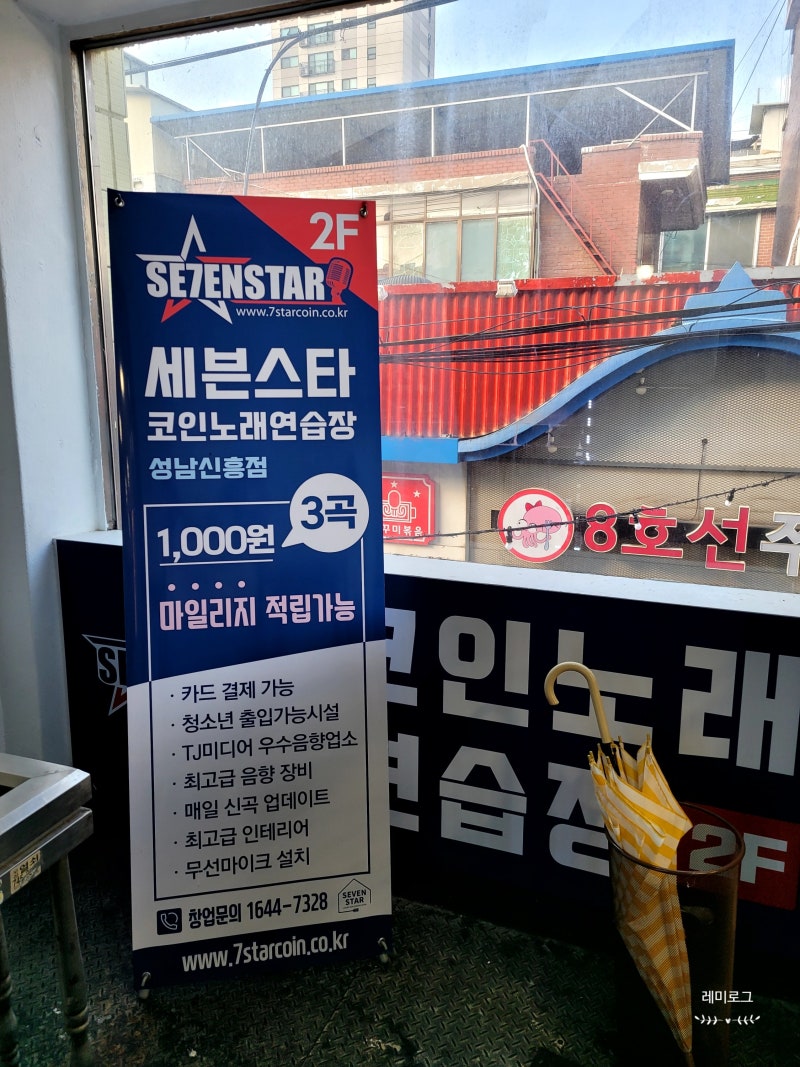 2F
SE7ENSTAR
www.7starcoin.co.kr
세븐스타
코인노래연습장
성남신흥점
1,000원
3곡
마일리지 적립가능
· 카드 결제 가능
· 청소년 출입가능시설
· TJ미디어 우수음향업소
· 최고급 음향 장비
· 매일 신곡 업데이트
· 최고급 인테리어
· 무선마이크 설치
창업문의 1644-7328
SEVEN
STAR
www.7starcoin.co.kr
꾸미볶음
8호선 주
SE
코인노래
연습장
2F
레미로그